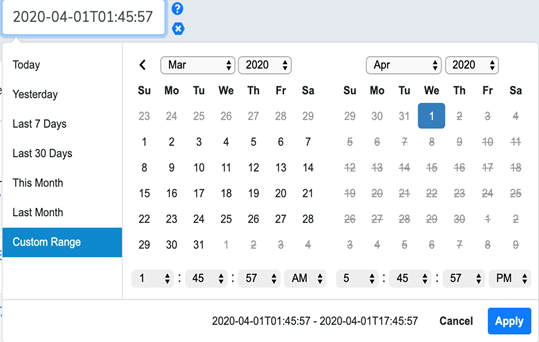 2020-04-01T01:45:57 ?
Today
Yesterday
Last 7 Days
Last 30 Days
This Month
Last Month
Custom Range
Mar 2020
Su Mo Tu We Th Fr Sa
23 24 25 26 27 28 29
1 2 3 4 5 6 7
8 9 10 11 12 13 14
15 16 17 18 19 20 21
22 23 24 25 26 27 28
29 30 31 1 2 3 4
1 : 45 : 57 AM
Apr 2020
Su Mo Tu We Th Fr Sa
29 30 31 1 2 3 4
5 6 7 8 9 10 11
12 13 14 15 16 17 18
19 20 21 22 23 24 25
26 27 28 29 30 1 2
3 4 5 6 7 8 9
5 : 45 : 57 PM
2020-04-01T01:45:57 - 2020-04-01T17:45:57 Cancel Apply